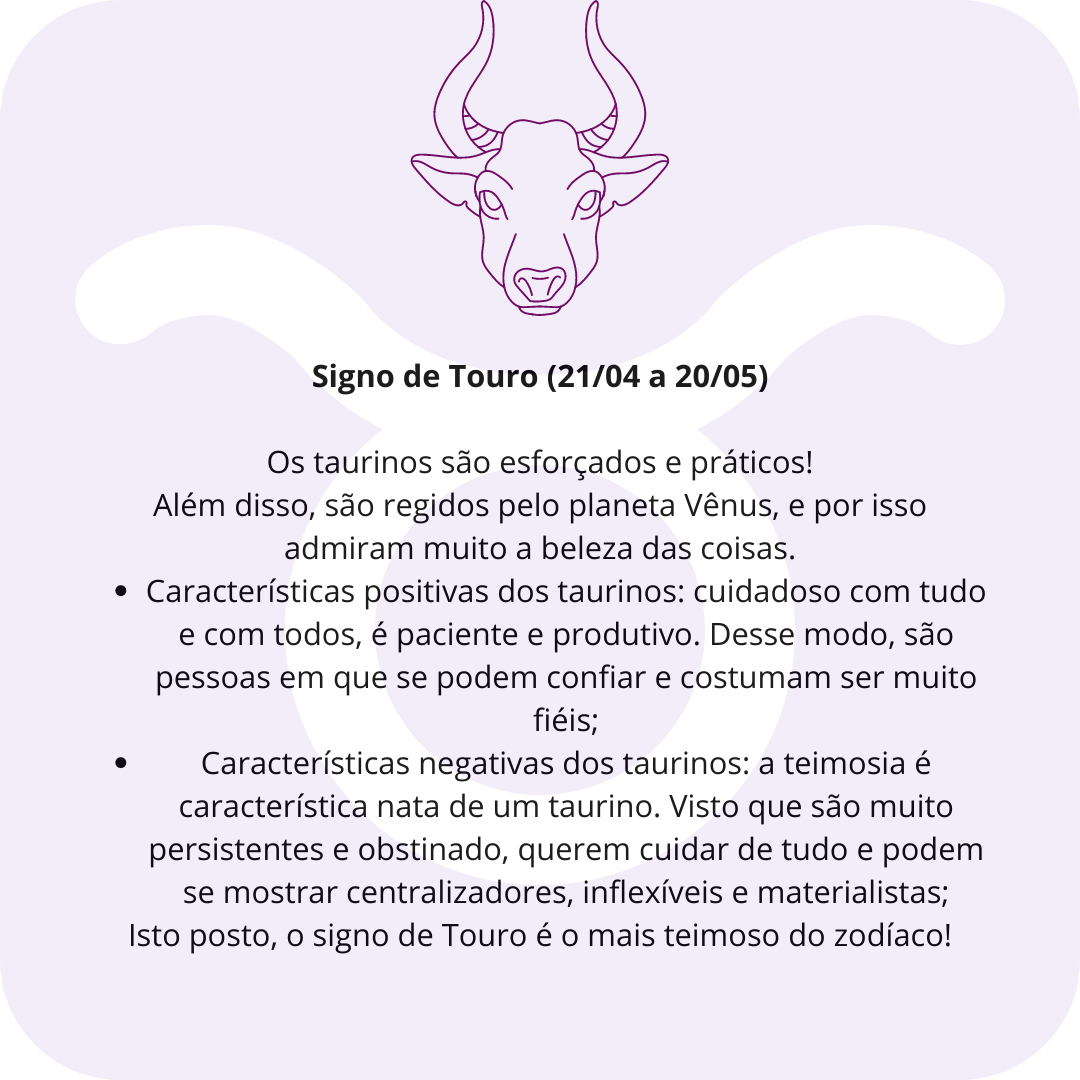 Signo de Touro (21/04 a 20/05)
Os taurinos são esforçados e práticos!
Além disso, são regidos pelo planeta Vênus, e por isso
admiram muito a beleza das coisas.
• Características positivas dos taurinos: cuidadoso com tudo
e com todos, é paciente e produtivo. Desse modo, são
pessoas em que se podem confiar e costumam ser muito
fiéis;
• Características negativas dos taurinos: a teimosia é
característica nata de um taurino. Visto que são muito
persistentes e obstinado, querem cuidar de tudo e podem
se mostrar centralizadores, inflexíveis e materialistas;
Isto posto, o signo de Touro é o mais teimoso do zodíaco!